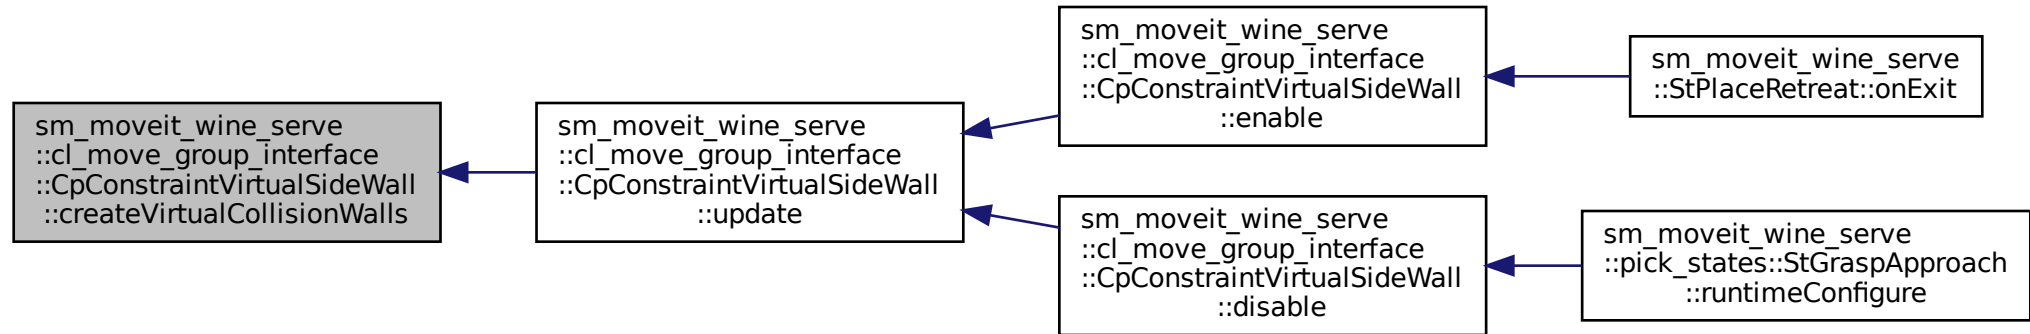 sm_moveit_wine_serve
::cl_move_group_interface
::CpConstraintVirtualSideWall
::createVirtualCollisionWalls
sm_moveit_wine_serve
::cl_move_group_interface
::CpConstraintVirtualSideWall
::update
sm_moveit_wine_serve
::cl_move_group_interface
::CpConstraintVirtualSideWall
::enable
sm_moveit_wine_serve
::StPlaceRetreat::onExit
sm_moveit_wine_serve
::cl_move_group_interface
::CpConstraintVirtualSideWall
::disable
sm_moveit_wine_serve
::pick_states::StGraspApproach
::runtimeConfigure